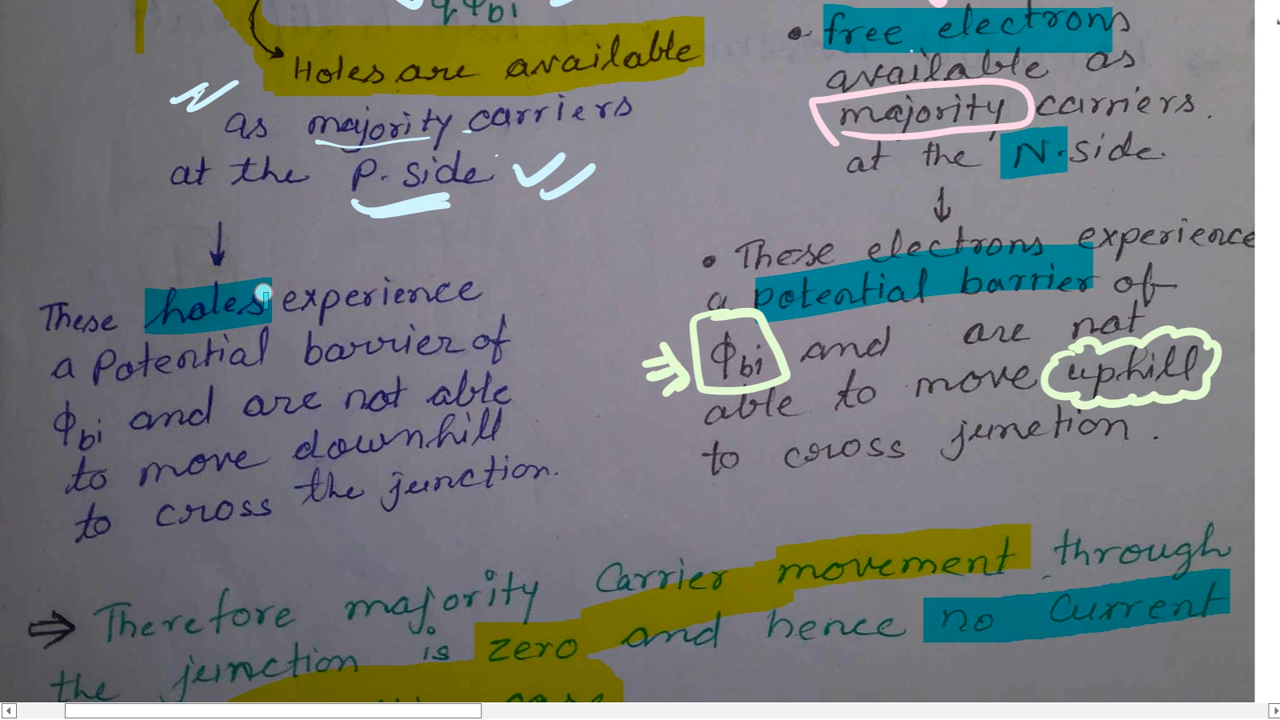 qΦbi
Holes are available
as majority carriers
at the P. side
↓
These holes experience
a Potential barrier of
Φbi and are not able
to move downhill
to cross the junction.
• free electrons
available as
majority carriers.
at the N.side.
↓
• These electrons experience
a potential barrier of
Φbi and are not
able to move uphill
to cross junction.
⇒ Therefore majority Carrier movement through
the junction is zero and hence no Current